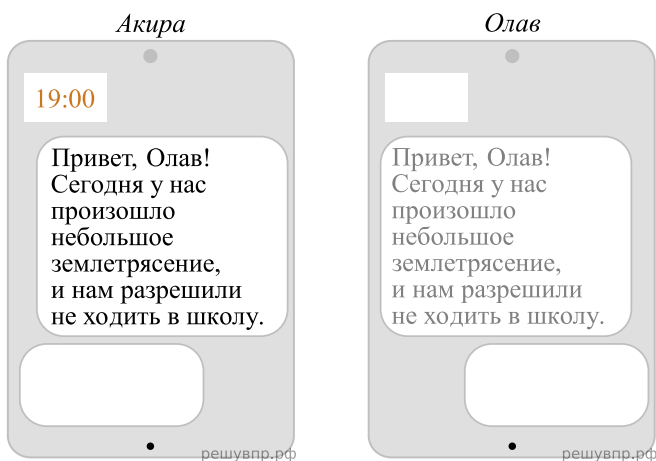 Акира
19:00
Привет, Олав!
Сегодня у нас
произошло
небольшое
землетрясение,
и нам разрешили
не ходить в школу.
решувпр.рф
Олав
Привет, Олав!
Сегодня у нас
произошло
небольшое
землетрясение,
и нам разрешили
не ходить в школу.
решувпр.рф